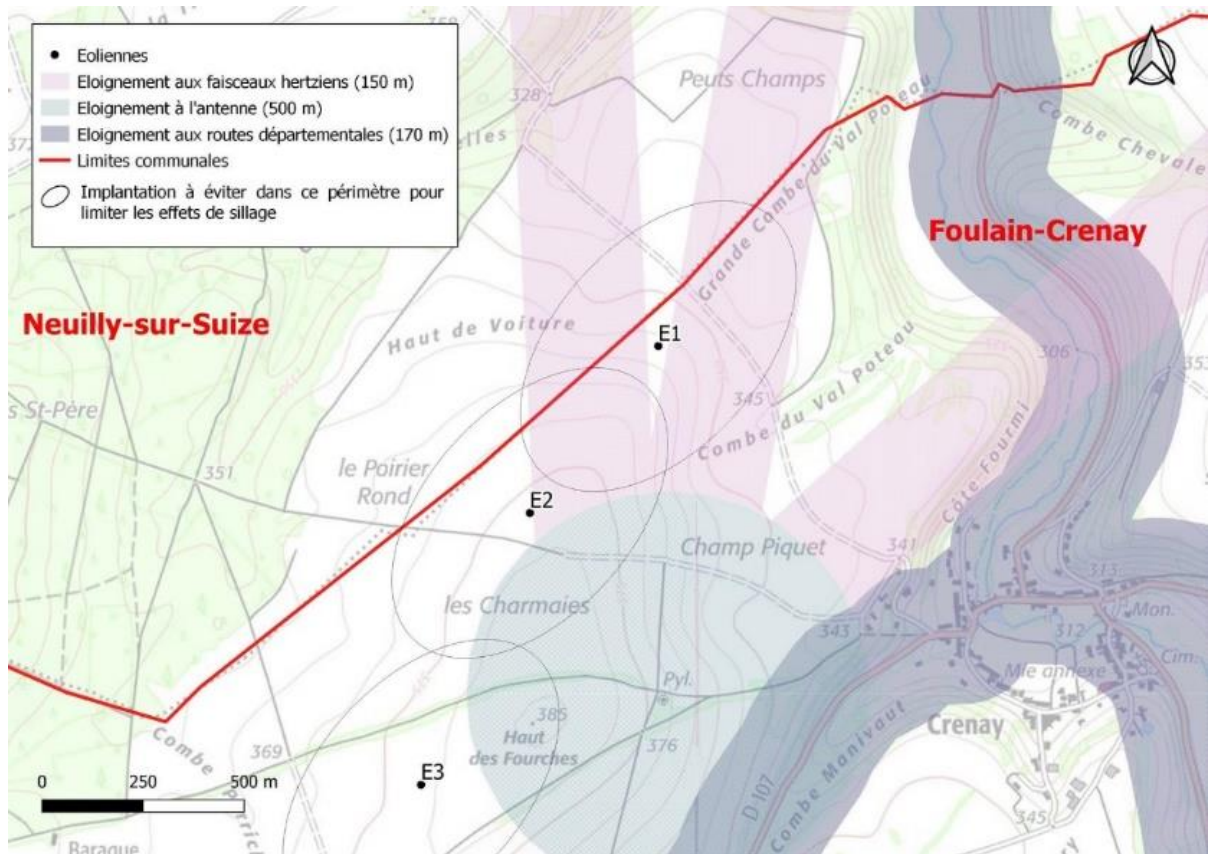 Eoliennes
Eloignement aux faisceaux hertziens (150 m)
Eloignement à l'antenne (500 m)
Eloignement aux routes départementales (170 m)
Limites communales
Implantation à éviter dans ce périmètre pour
limiter les effets de sillage
328
Peuts Champs
Grande Combe du Val Poteau
Combe Cheval
Foulain-Crenay
Neuilly-sur-Suize
Haut de Voiture
E1
306
353
345
Combe du Val Poteau
s St-Père
351
le Poirier
Rond
E2
Côte Fourmi
Champ Piquet
341
les Charmaies
343
313
Mon.
312
Cim.
Mie annexe
Pyl.
385
Haut
des Fourches
376
Crenay
Combe Manivaut
D 107
369
E3
345
0 250 500 m
Baraque